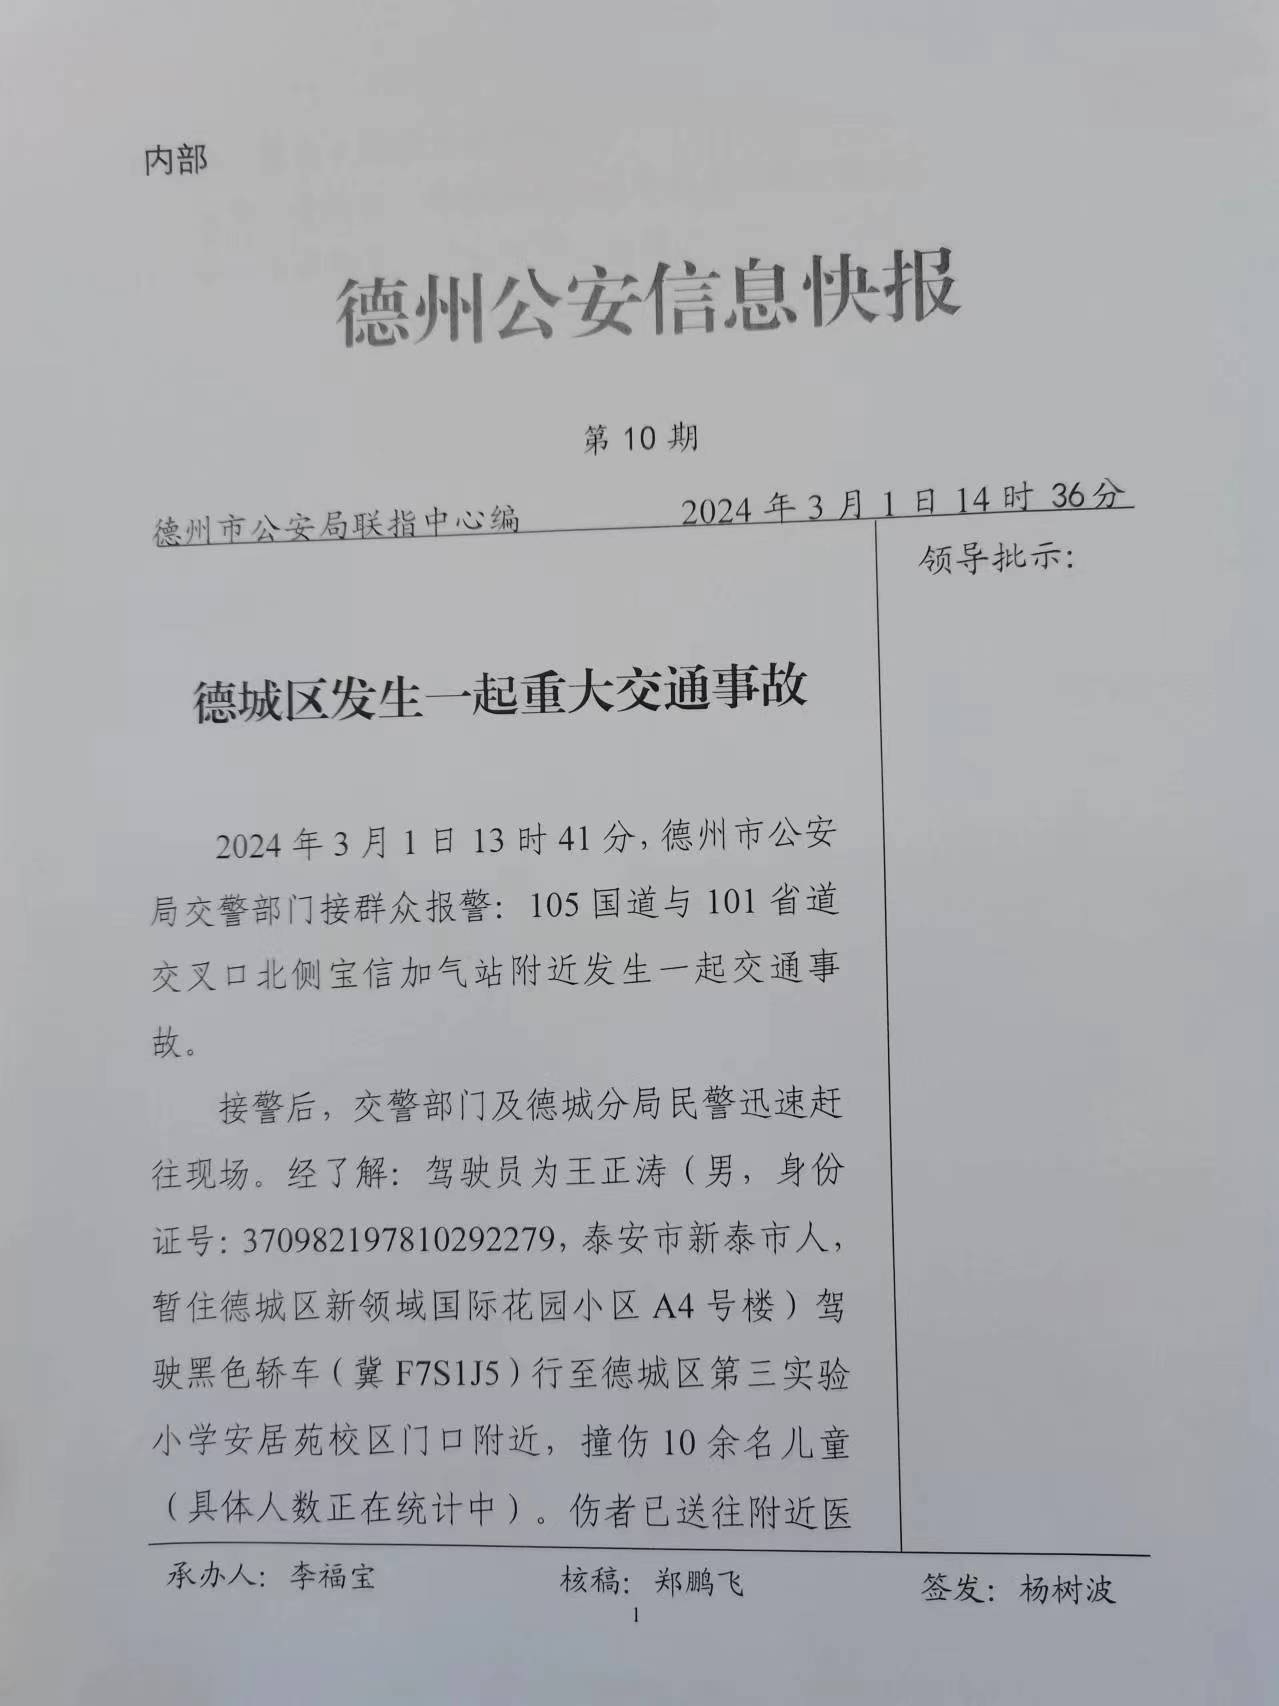 内部
德州公安信息快报
第 10 期
德州市公安局联指中心编 2024 年 3 月 1 日 14 时 36分
领导批示：
德城区发生一起重大交通事故
2024 年 3 月 1 日 13 时 41 分，德州市公安
局交警部门接群众报警：105 国道与 101 省道
交叉口北侧宝信加气站附近发生一起交通事
故。
接警后，交警部门及德城分局民警迅速赶
往现场。经了解：驾驶员为王正涛（男，身份
证号：370982197810292279，泰安市新泰市人，
暂住德城区新领域国际花园小区 A4 号楼）驾
驶黑色轿车（冀 F7S1J5）行至德城区第三实验
小学安居苑校区门口附近，撞伤 10 余名儿童
（具体人数正在统计中）。伤者已送往附近医
承办人：李福宝 核稿：郑鹏飞 签发：杨树波
1